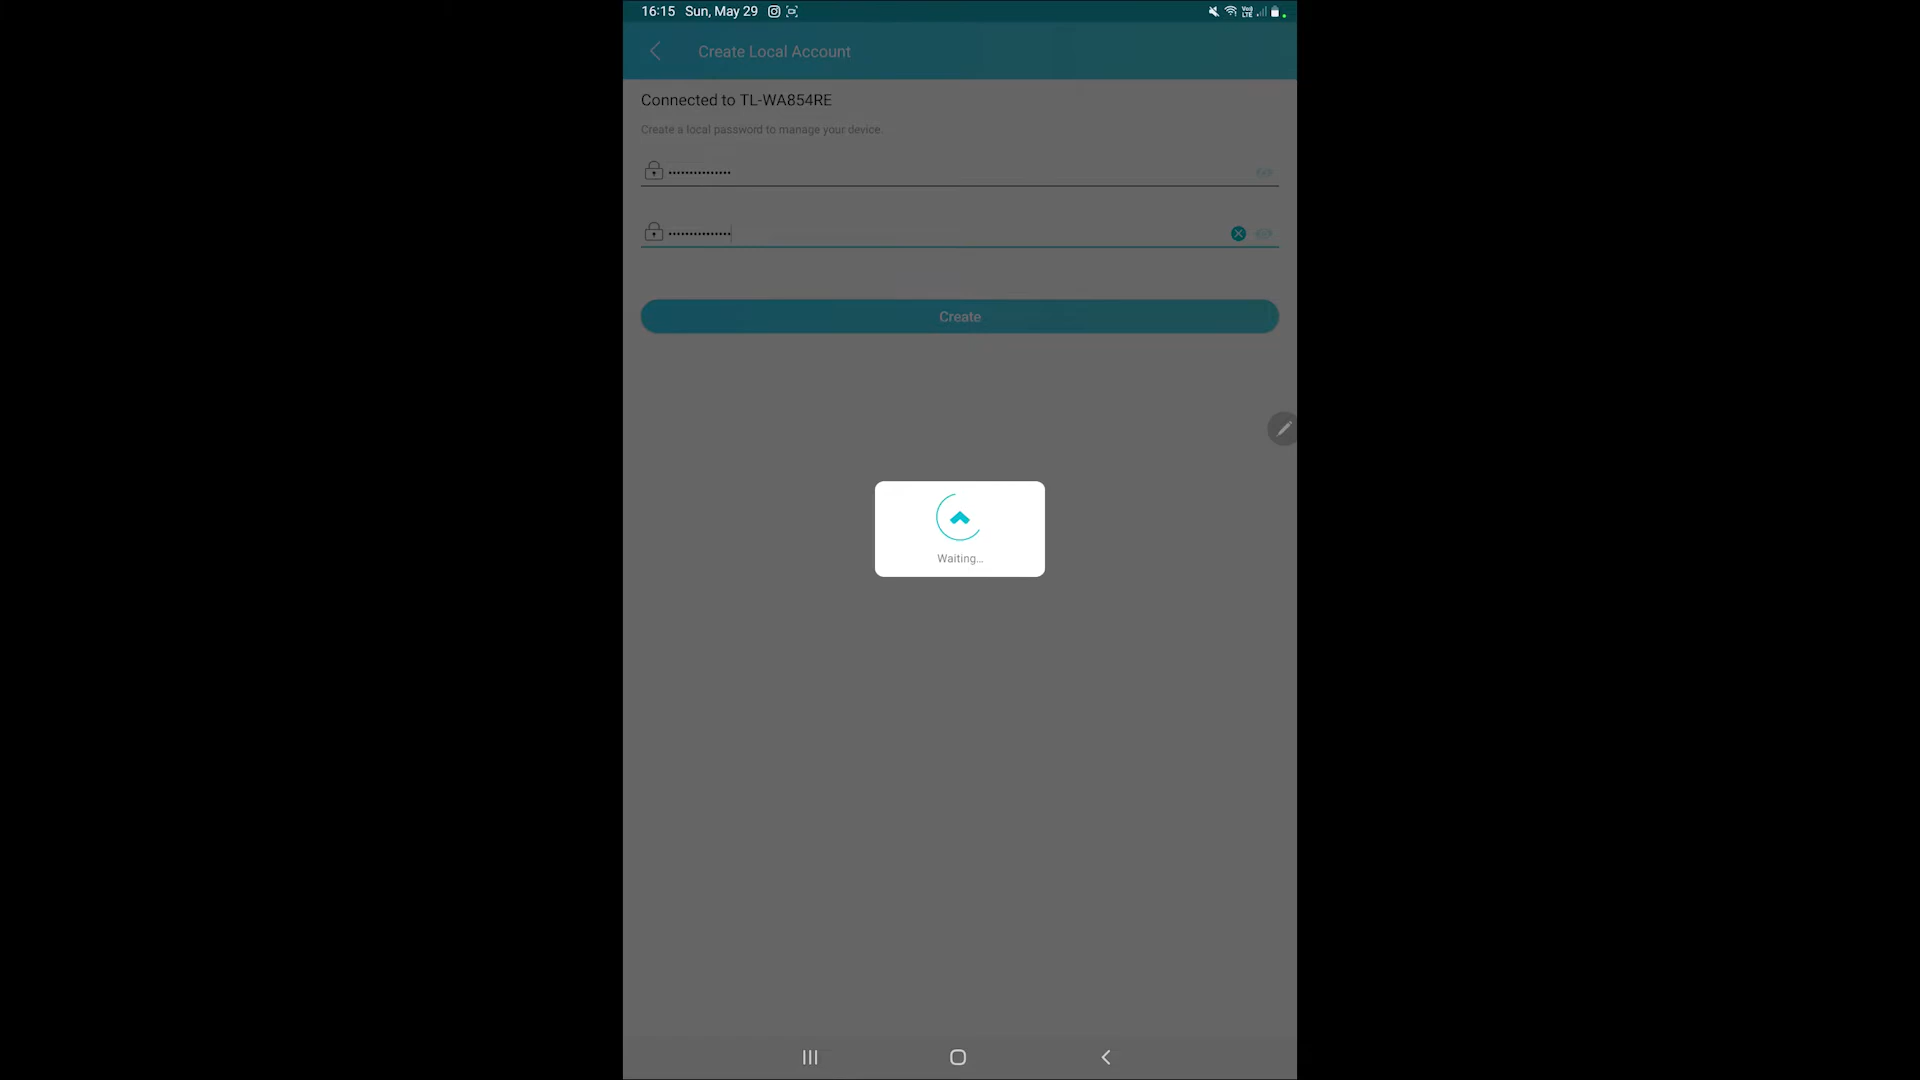 16:15 Sun, May 29
Create Local Account
Connected to TL-WA854RE
Create a local password to manage your device.
•••••••••••••••
•••••••••••••••
Create
Waiting...